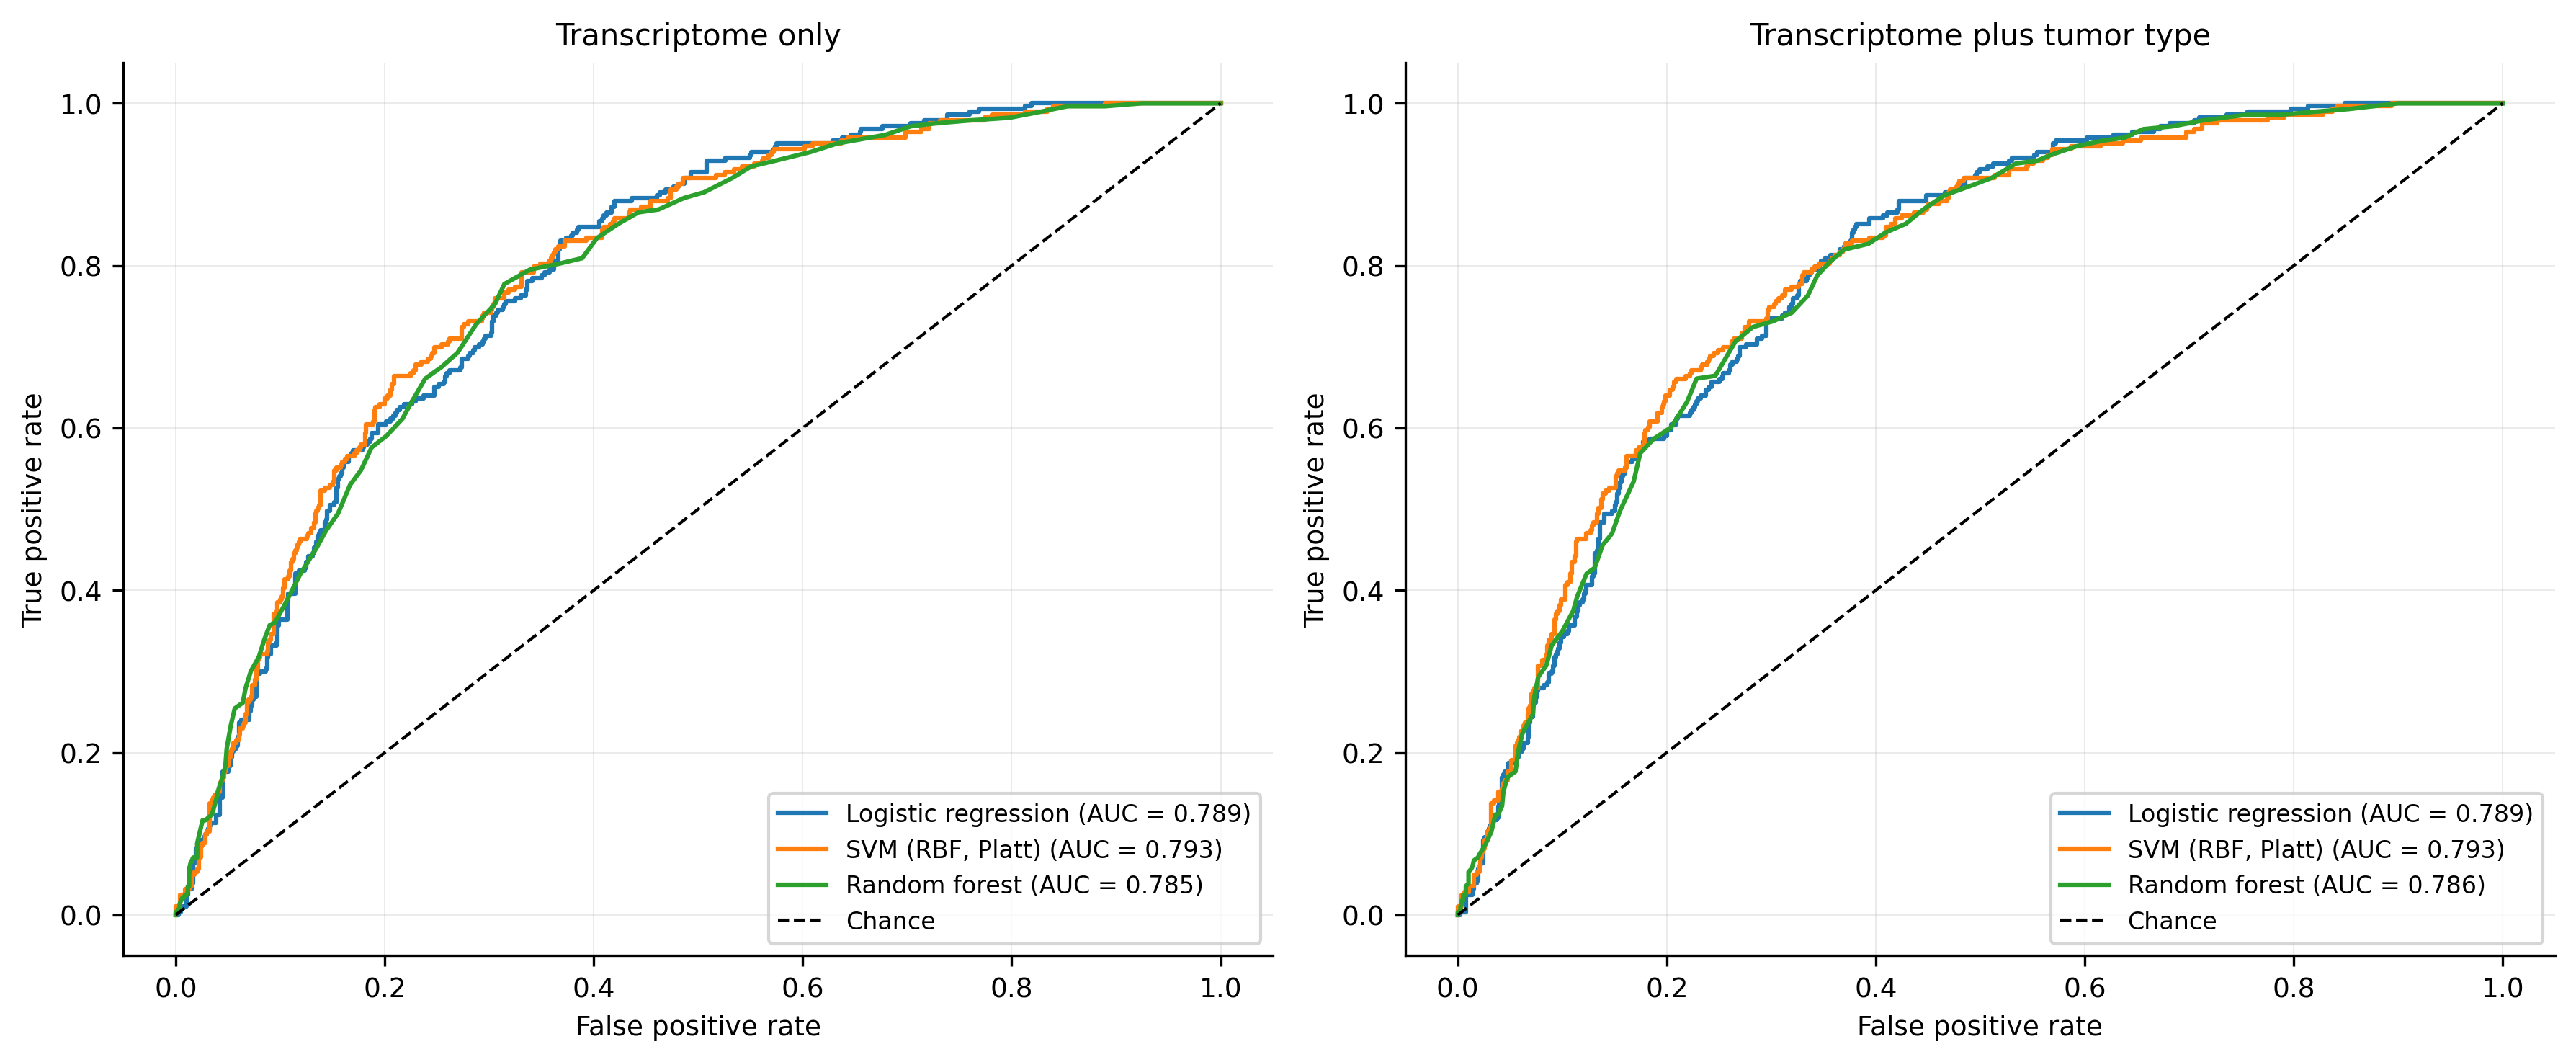 Transcriptome only
True positive rate
1.0
0.8
0.6
0.4
0.2
0.0
Logistic regression (AUC = 0.789)
SVM (RBF, Platt) (AUC = 0.793)
Random forest (AUC = 0.785)
Chance
0.0 0.2 0.4 0.6 0.8 1.0
False positive rate
Transcriptome plus tumor type
True positive rate
1.0
0.8
0.6
0.4
0.2
0.0
Logistic regression (AUC = 0.789)
SVM (RBF, Platt) (AUC = 0.793)
Random forest (AUC = 0.786)
Chance
0.0 0.2 0.4 0.6 0.8 1.0
False positive rate